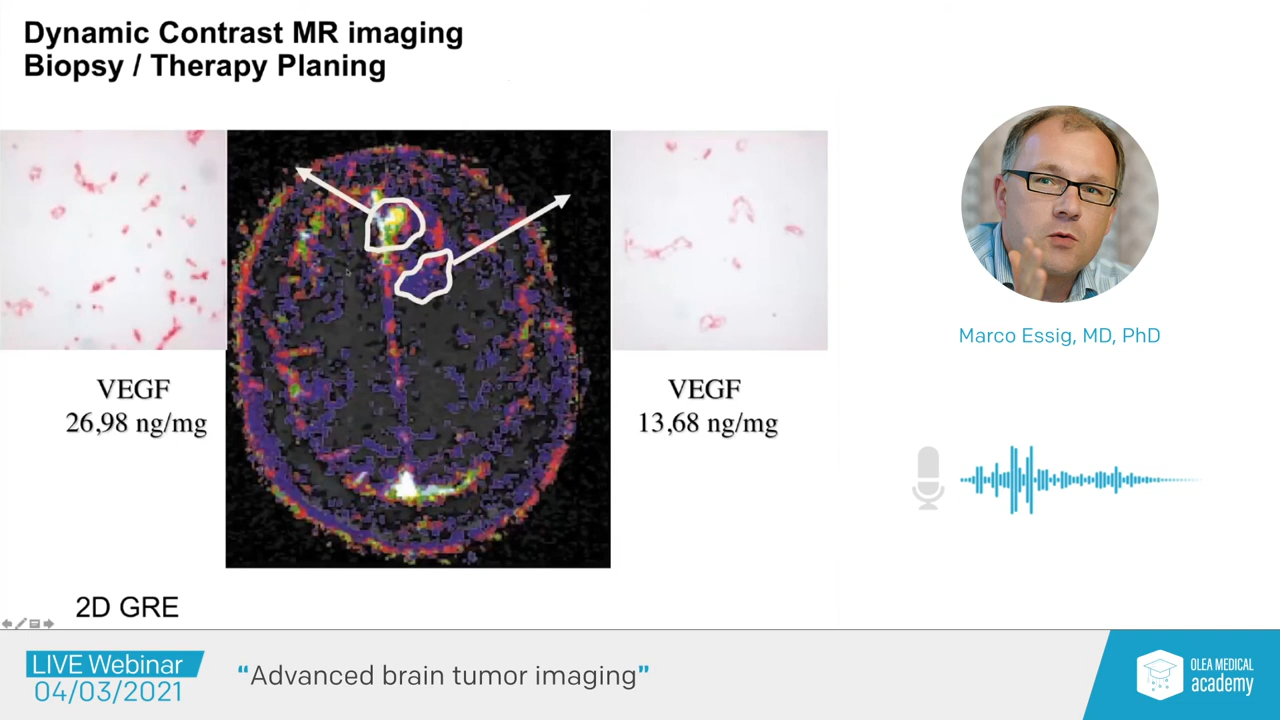 Dynamic Contrast MR imaging
Biopsy / Therapy Planing
VEGF
26,98 ng/mg
VEGF
13,68 ng/mg
2D GRE
Marco Essig, MD, PhD
LIVE Webinar
04/03/2021
“Advanced brain tumor imaging”
OLEA MEDICAL
academy